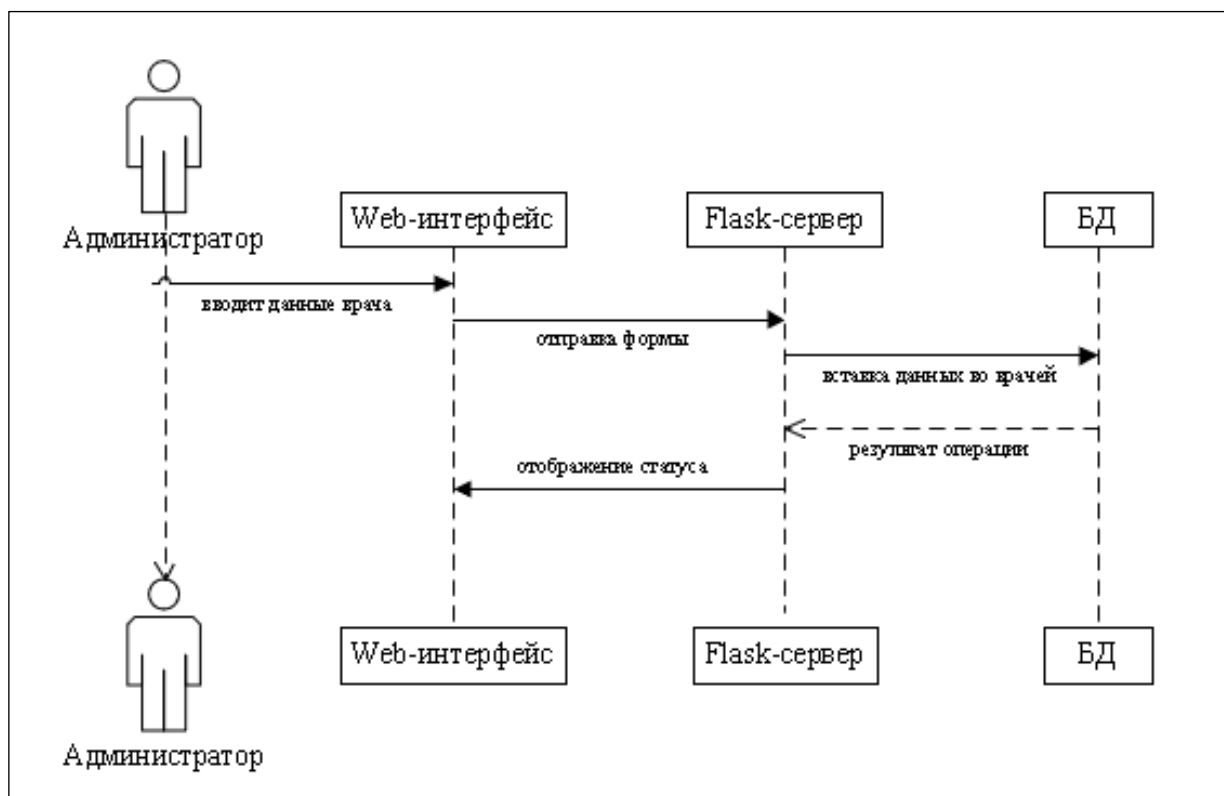 Администратор
Web-интерфейс
Flask-сервер
БД
вводит данные врача
отправка формы
вставка данных во врачей
результат операции
отображение статуса
Web-интерфейс
Flask-сервер
БД
Администратор